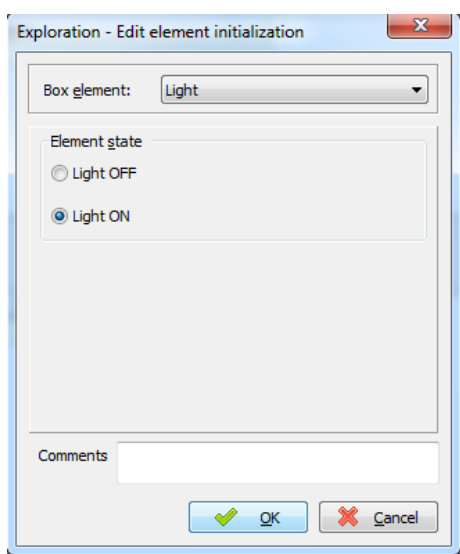 Exploration - Edit element initialization
Box element: Light
Element state
Light OFF
Light ON
Comments
OK Cancel